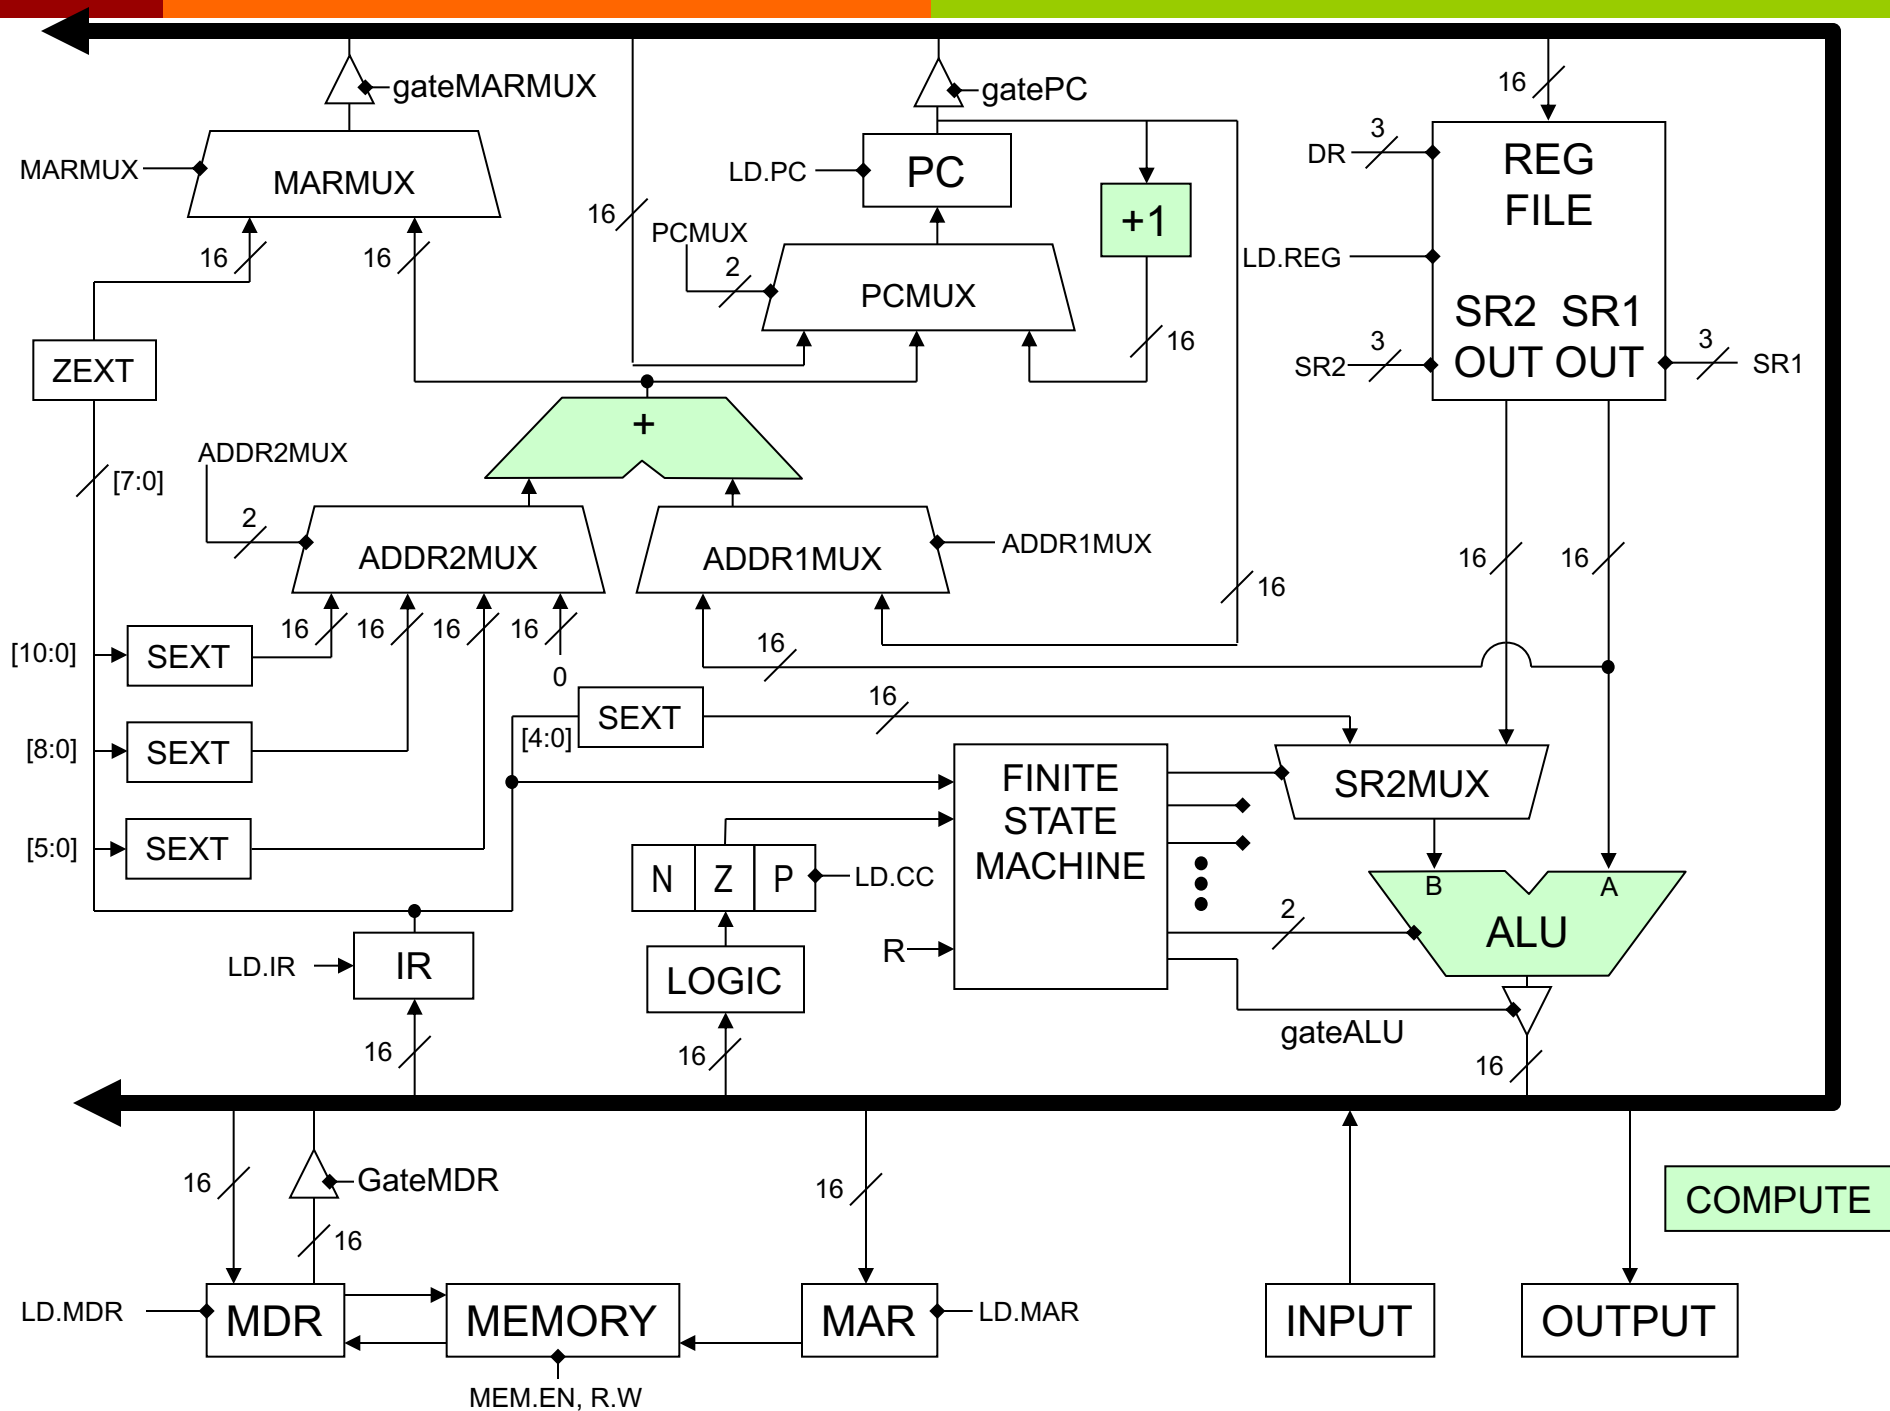 gateMARMUX
gatePC
16
MARMUX
MARMUX
LD.PC
PC
DR
3
REG
FILE
+1
16
PCMUX
2
PCMUX
16
16
LD.REG
16
SR2 SR1
OUT OUT
SR2
3
3
SR1
ZEXT
+
ADDR2MUX
[7:0]
2
ADDR2MUX
ADDR1MUX
ADDR1MUX
16
16
16
16
16
16
16
16
[10:0]
SEXT
0
[8:0]
SEXT
[4:0]
SEXT
16
[5:0]
SEXT
FINITE
STATE
MACHINE
SR2MUX
N Z P
LD.CC
B
A
ALU
2
R
LD.IR
IR
LOGIC
gateALU
16
16
16
16
GateMDR
16
16
COMPUTE
LD.MDR
MDR
MEMORY
MAR
LD.MAR
INPUT
OUTPUT
MEM.EN, R.W